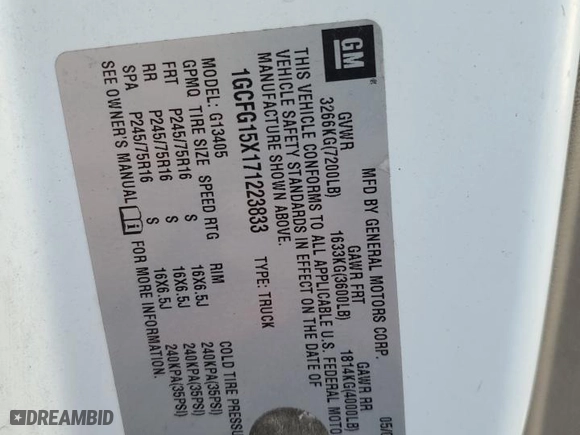 GM
MFD BY GENERAL MOTORS CORP. 05/0
GVWR GAWR FRT GAWR RR
3266KG(7200LB) 1633KG(3600LB) 1814KG(4000LB)
THIS VEHICLE CONFORMS TO ALL APPLICABLE U.S. FEDERAL MOTO
VEHICLE SAFETY STANDARDS IN EFFECT ON THE DATE OF
MANUFACTURE SHOWN ABOVE.
1GCFG15X171223833 TYPE: TRUCK
MODEL: G13405
GPMO TIRE SIZE SPEED RTG RIM COLD TIRE PRESSU
FRT P245/75R16 S 16X6.5J 240KPA(35PSI)
RR P245/75R16 S 16X6.5J 240KPA(35PSI)
SPA P245/75R16 S 16X6.5J 240KPA(35PSI)
SEE OWNER'S MANUAL FOR MORE INFORMATION.
DREAMBID